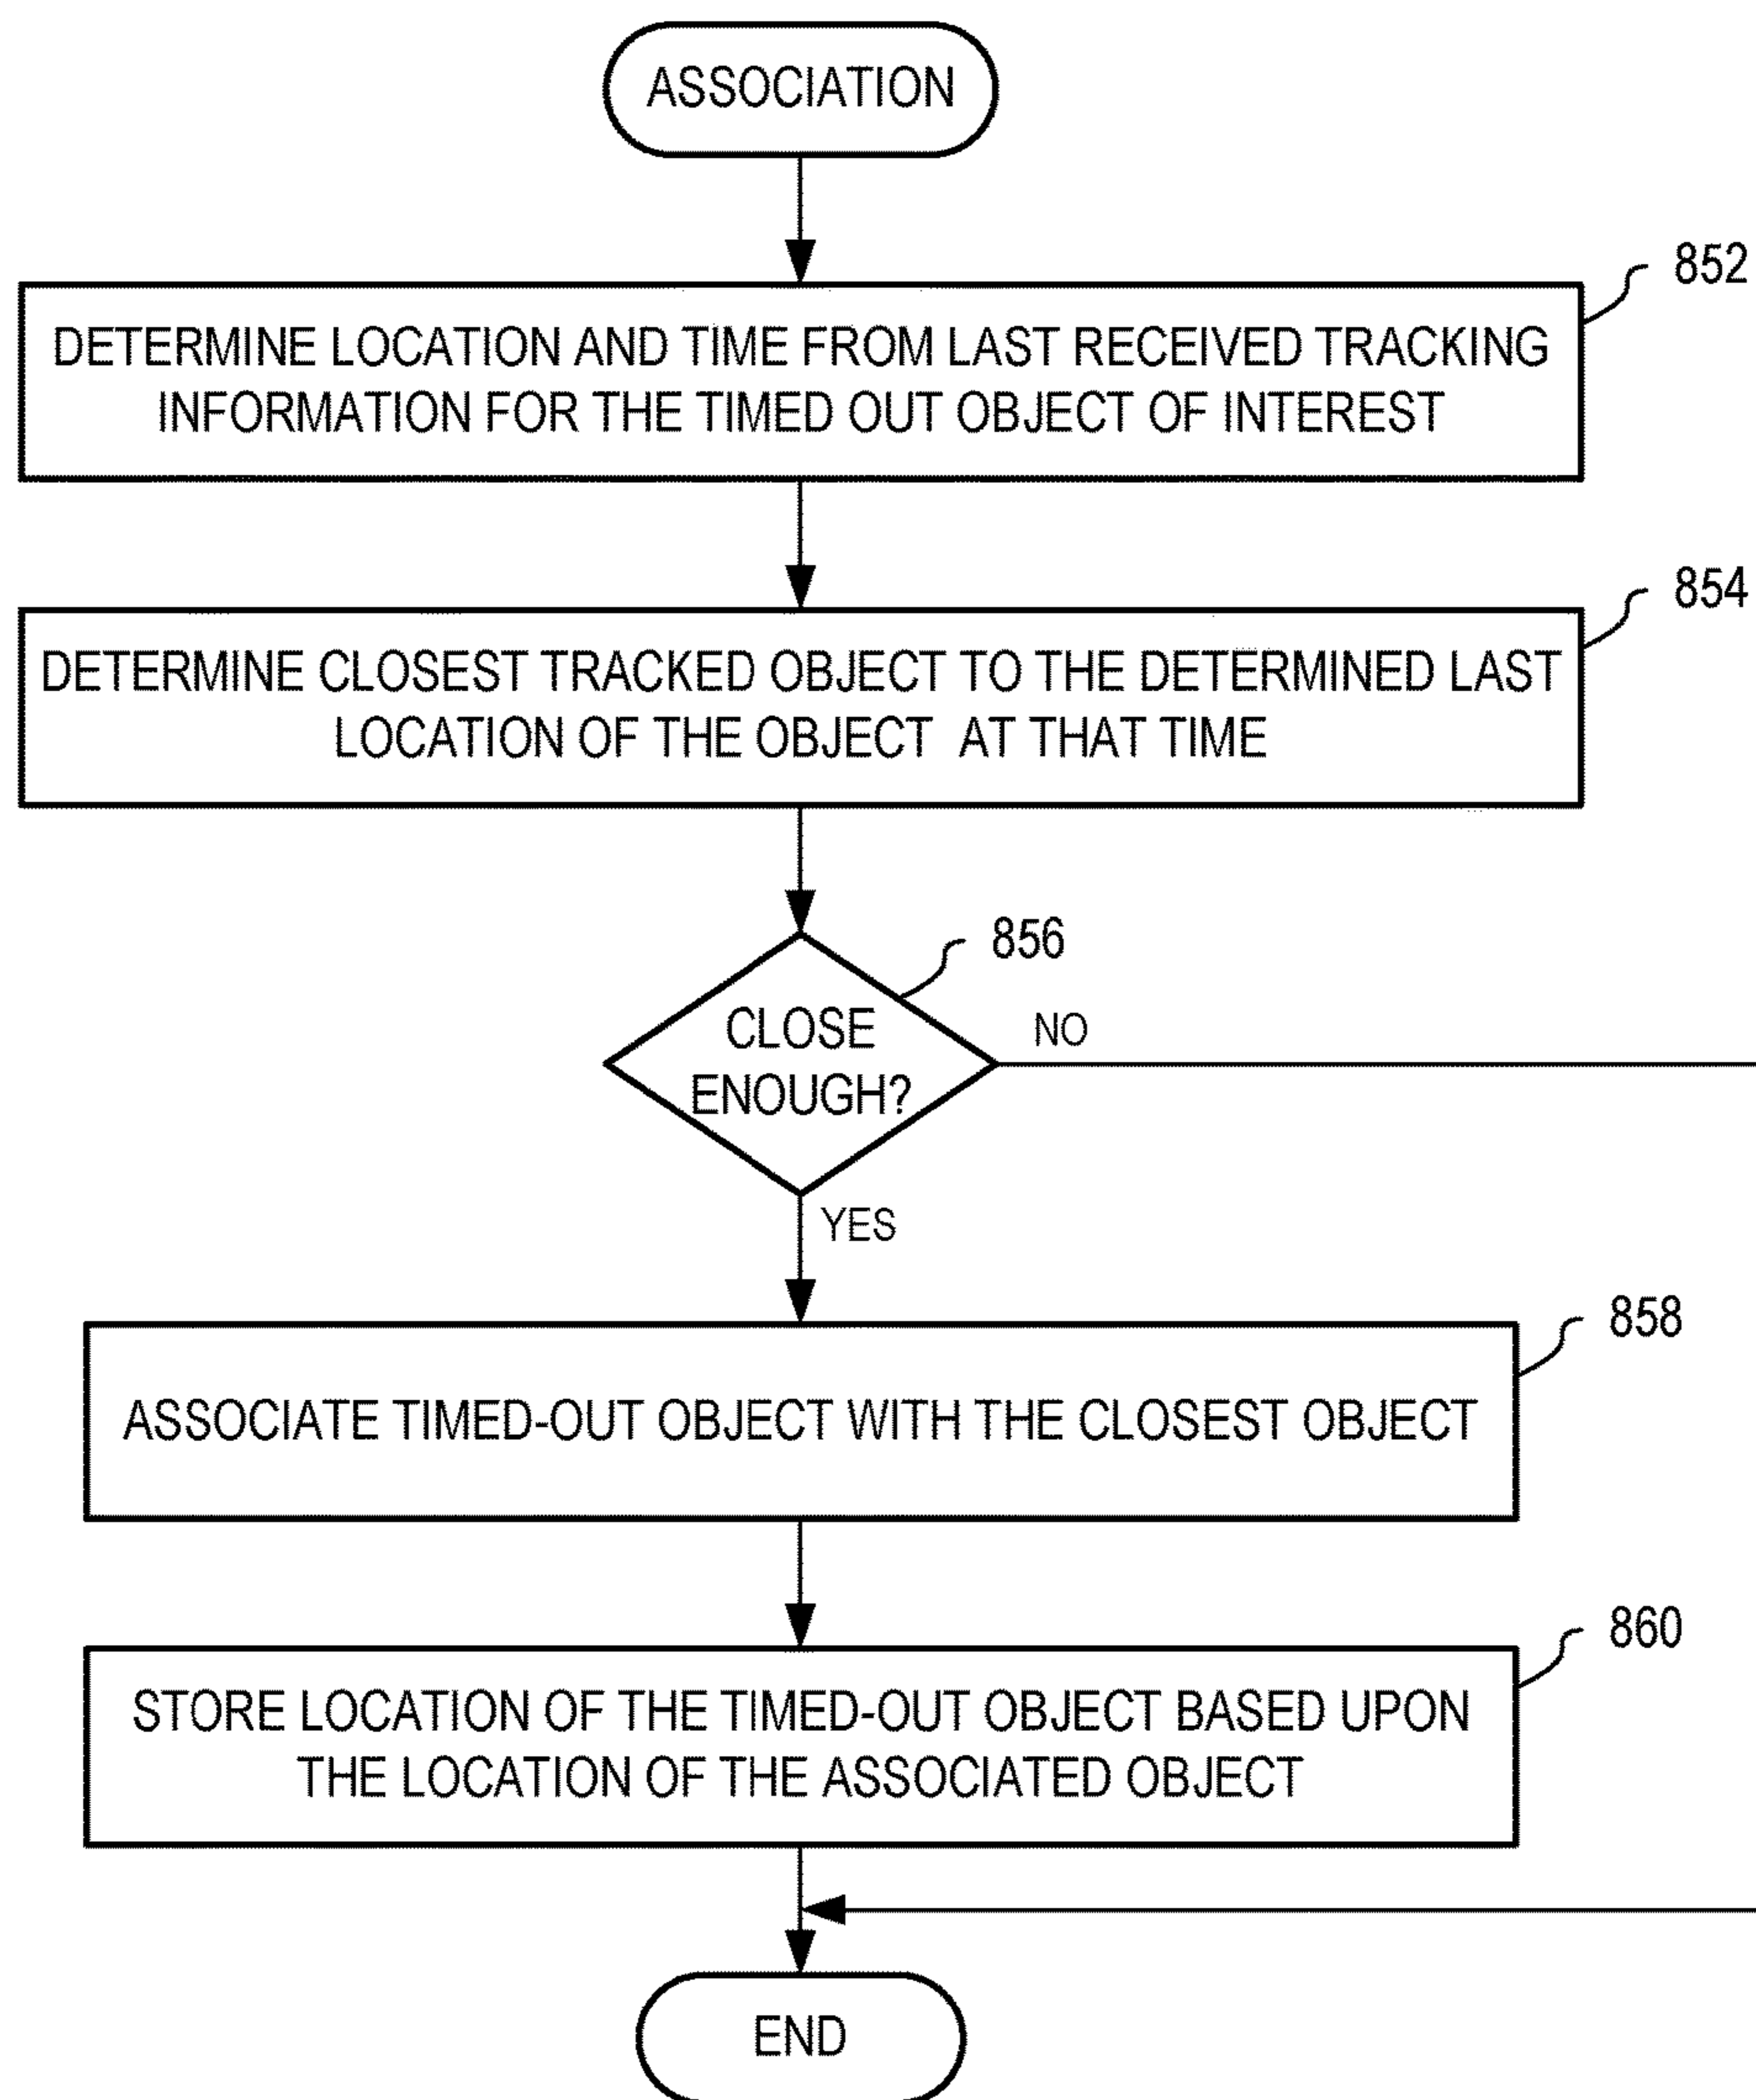 ASSOCIATION
852
DETERMINE LOCATION AND TIME FROM LAST RECEIVED TRACKING
INFORMATION FOR THE TIMED OUT OBJECT OF INTEREST
854
DETERMINE CLOSEST TRACKED OBJECT TO THE DETERMINED LAST
LOCATION OF THE OBJECT AT THAT TIME
856
CLOSE
ENOUGH?
NO
YES
858
ASSOCIATE TIMED-OUT OBJECT WITH THE CLOSEST OBJECT
860
STORE LOCATION OF THE TIMED-OUT OBJECT BASED UPON
THE LOCATION OF THE ASSOCIATED OBJECT
END